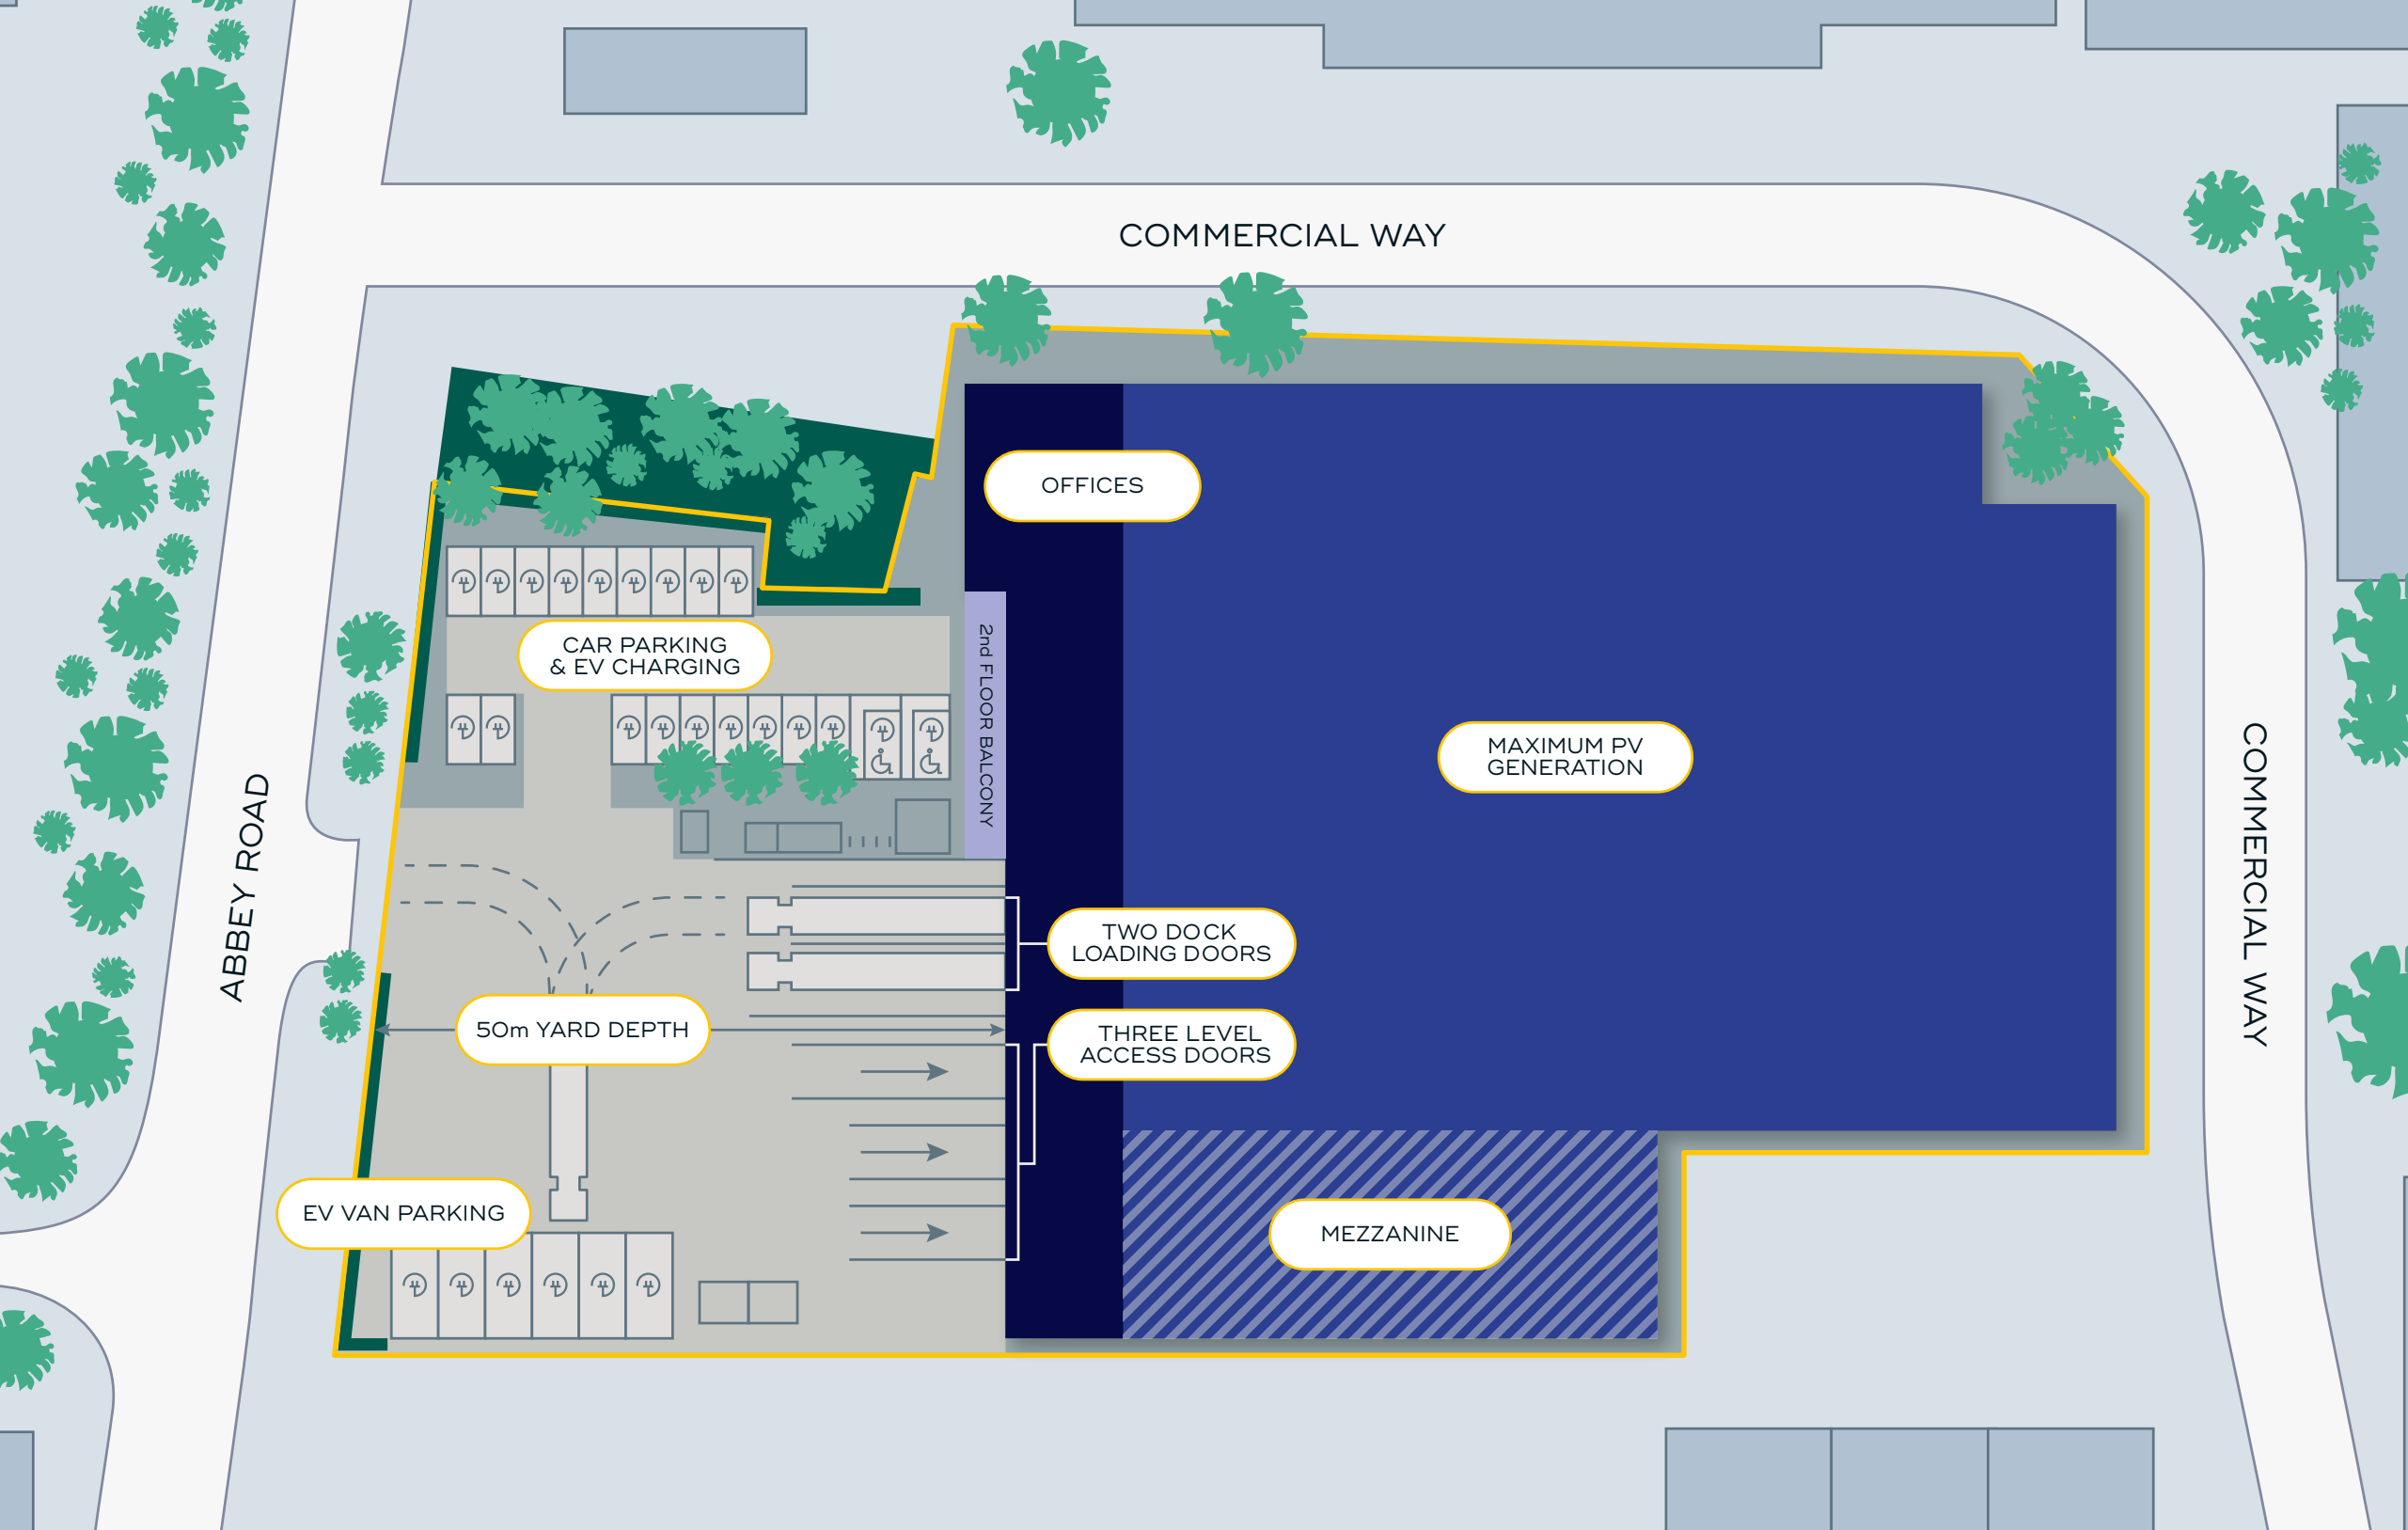 COMMERCIAL WAY
OFFICES
CAR PARKING
& EV CHARGING
2nd FLOOR BALCONY
MAXIMUM PV
GENERATION
COMMERCIAL WAY
ABBEY ROAD
TWO DOCK
LOADING DOORS
50m YARD DEPTH
THREE LEVEL
ACCESS DOORS
EV VAN PARKING
MEZZANINE